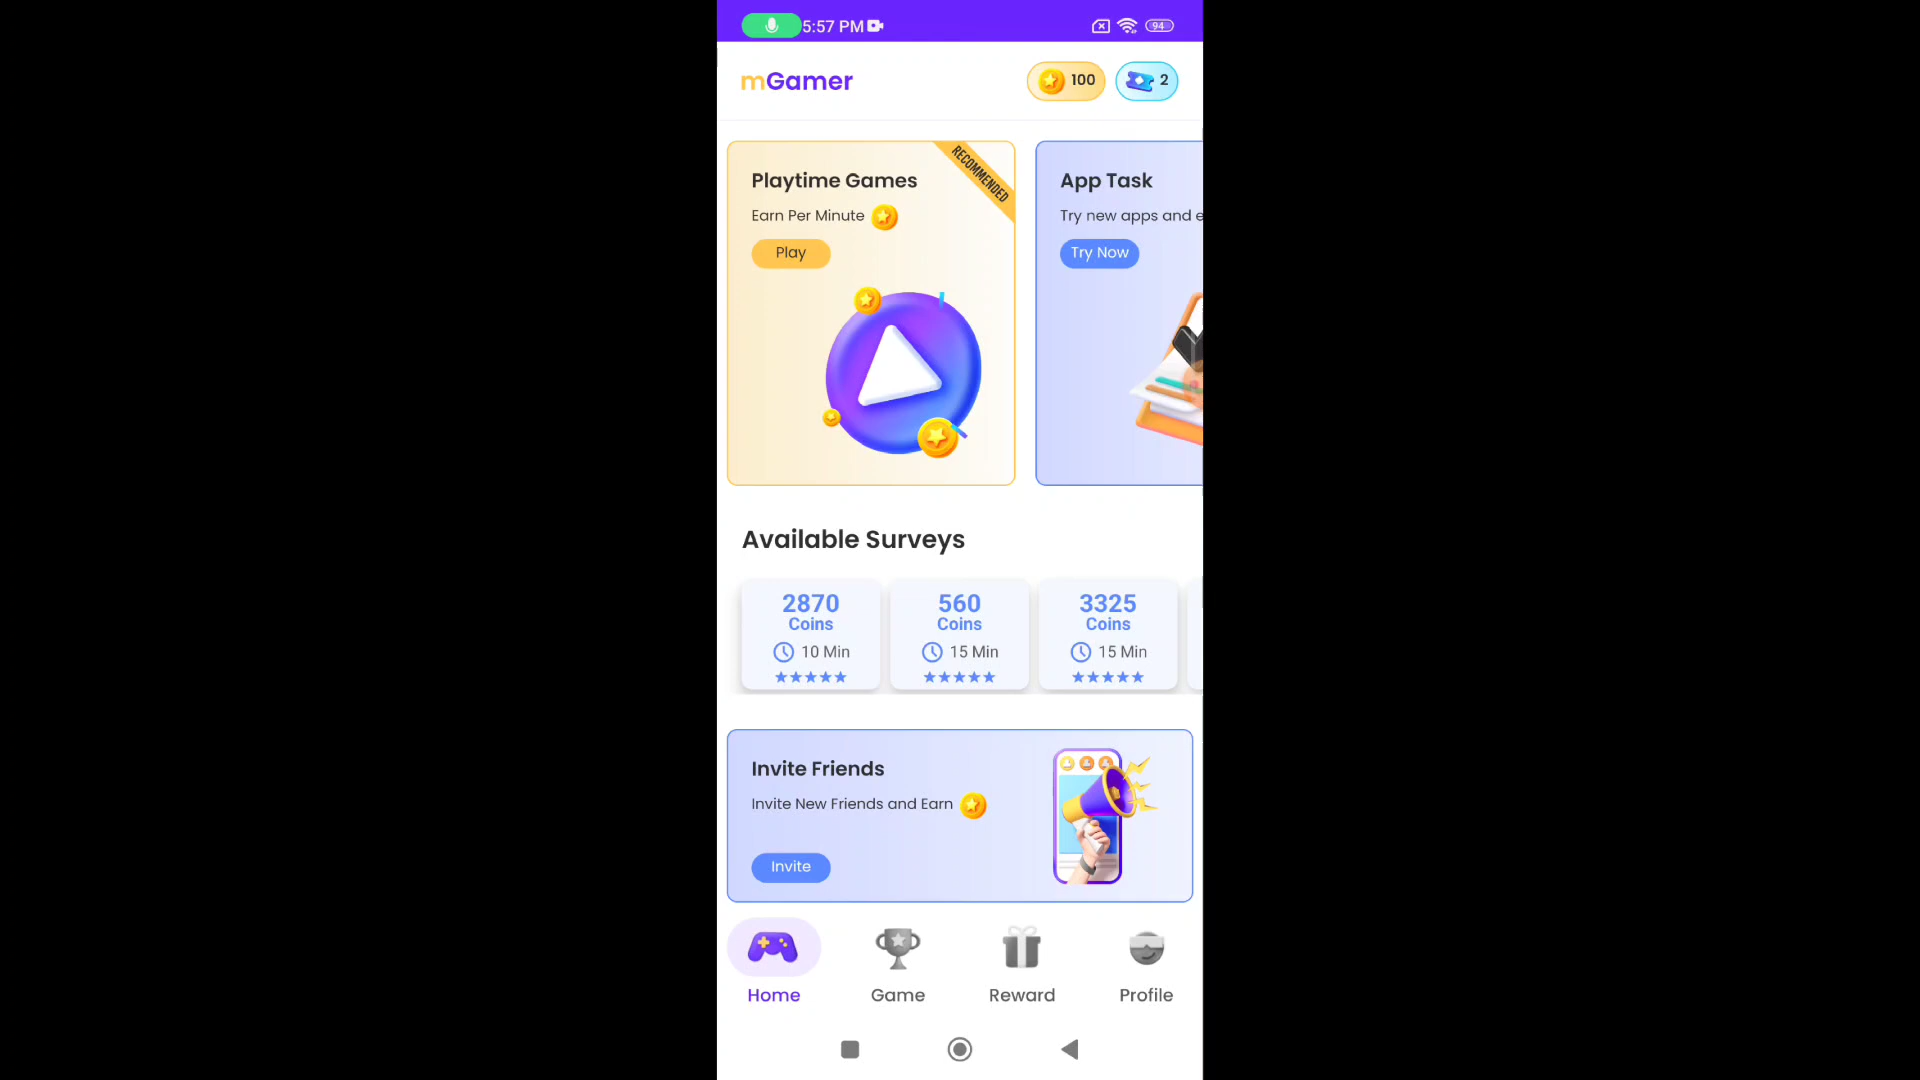 5:57 PM
94
mGamer
100
2
Playtime Games
Earn Per Minute
Play
RECOMMENDED
App Task
Try new apps and e
Try Now
Available Surveys
2870
Coins
10 Min
560
Coins
15 Min
3325
Coins
15 Min
Invite Friends
Invite New Friends and Earn
Invite
Home
Game
Reward
Profile